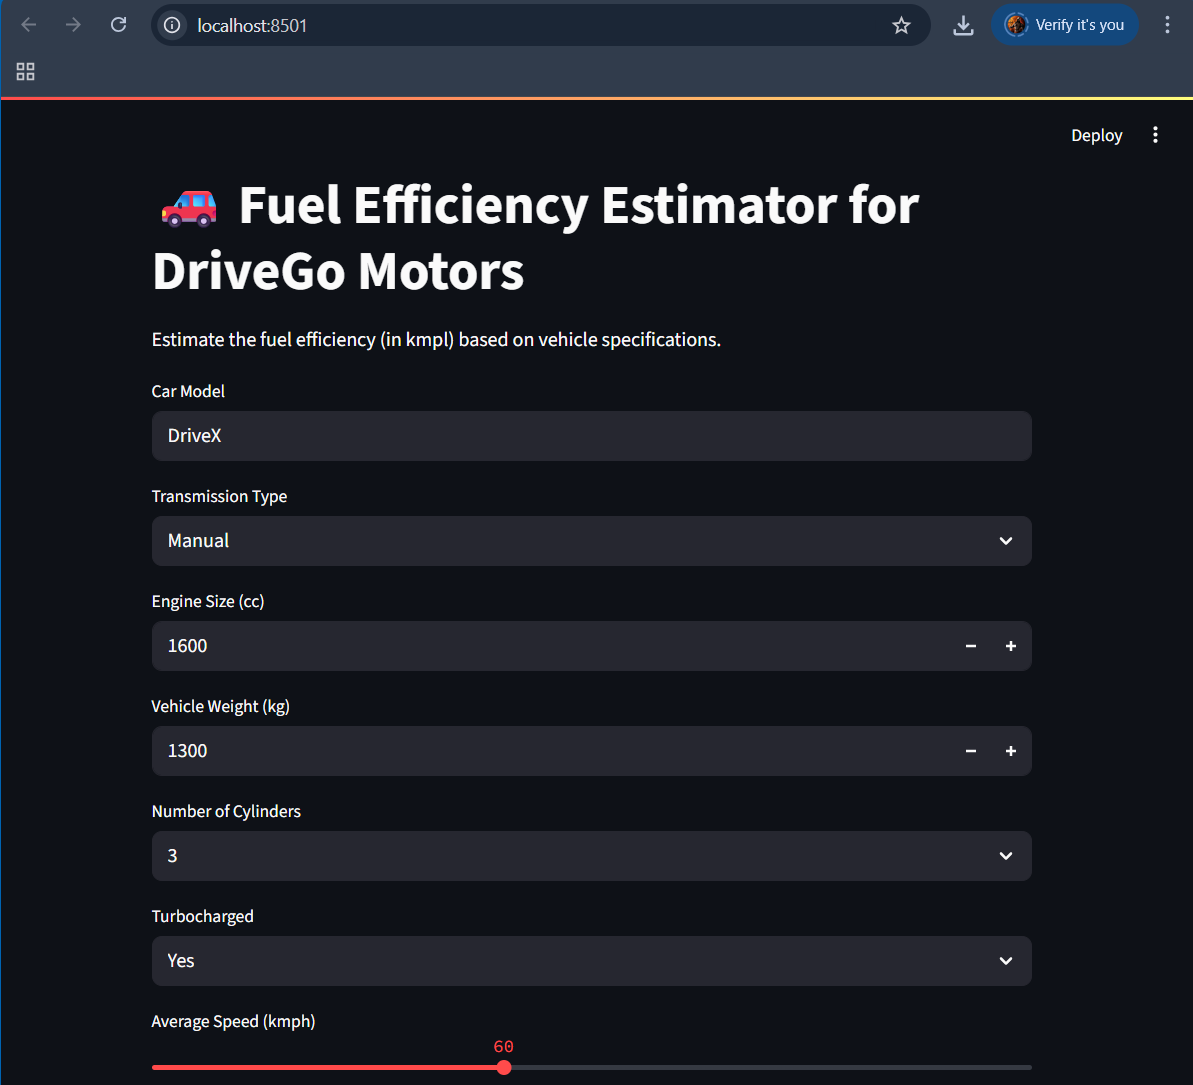 localhost:8501
Verify it's you
Deploy
Fuel Efficiency Estimator for
DriveGo Motors
Estimate the fuel efficiency (in kmpl) based on vehicle specifications.
Car Model
DriveX
Transmission Type
Manual
Engine Size (cc)
1600
Vehicle Weight (kg)
1300
Number of Cylinders
3
Turbocharged
Yes
Average Speed (kmph)
60